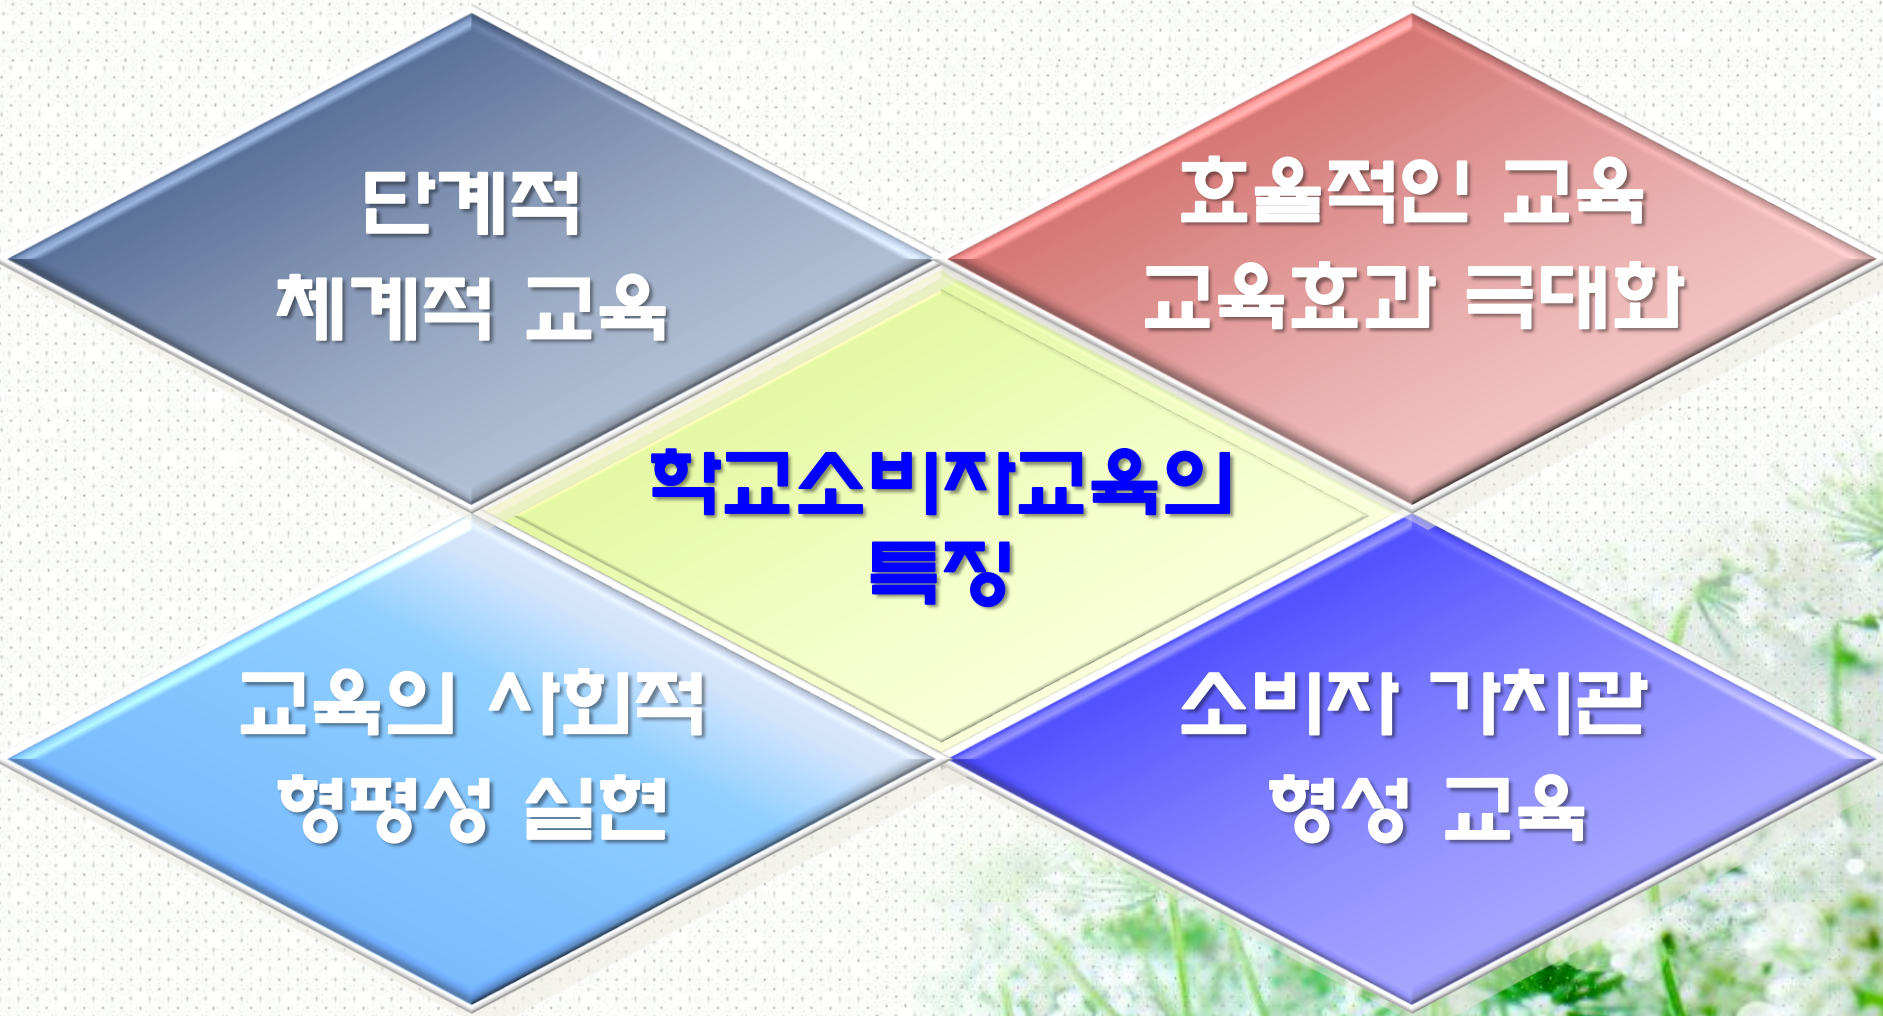 단계적
체계적 교육
효율적인 교육
교육효과 극대화
학교소비자교육의
특징
교육의 사회적
형평성 실현
소비자 가치관
형성 교육